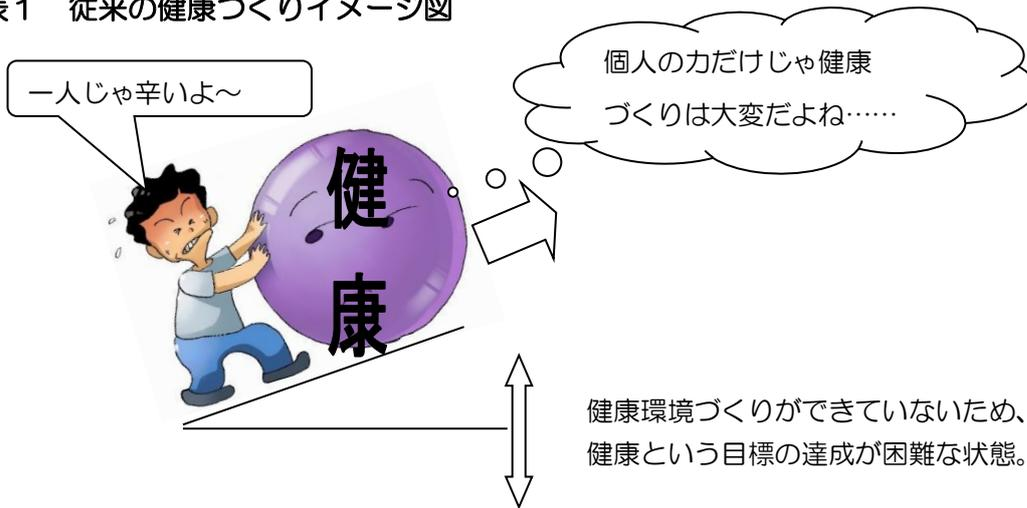 表１　従来の健康づくりイメージ図
一人じゃ辛いよ～
個人の力だけじゃ健康
づくりは大変だよね……
健
康
健康環境づくりができていないため、
健康という目標の達成が困難な状態。